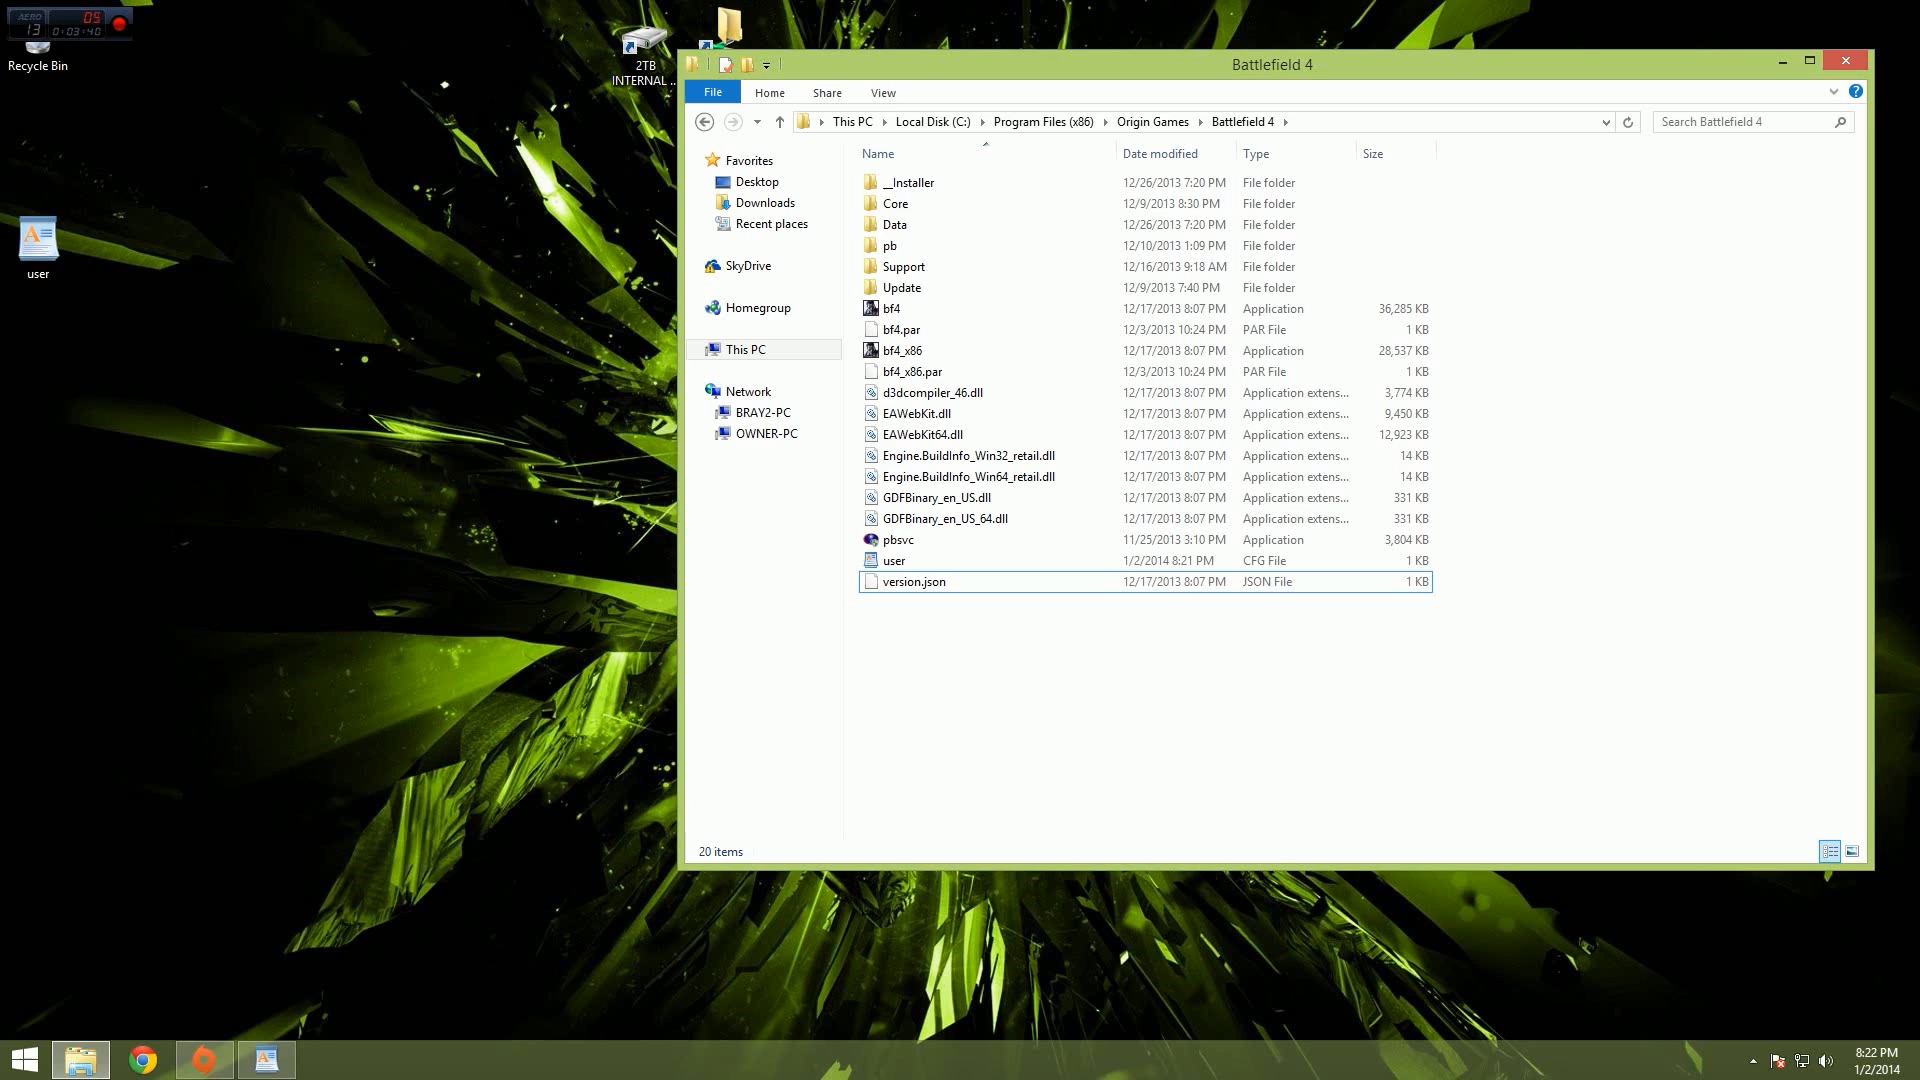 AERO 05
13 0:03:40
Recycle Bin
2TB
INTERNAL ...
user
Battlefield 4
File Home Share View
This PC Local Disk (C:) Program Files (x86) Origin Games Battlefield 4
Search Battlefield 4
Favorites
Desktop
Downloads
Recent places
SkyDrive
Homegroup
This PC
Network
BRAY2-PC
OWNER-PC
Name Date modified Type Size
__Installer 12/26/2013 7:20 PM File folder
Core 12/9/2013 8:30 PM File folder
Data 12/26/2013 7:20 PM File folder
pb 12/10/2013 1:09 PM File folder
Support 12/16/2013 9:18 AM File folder
Update 12/9/2013 7:40 PM File folder
bf4 12/17/2013 8:07 PM Application 36,285 KB
bf4.par 12/3/2013 10:24 PM PAR File 1 KB
bf4_x86 12/17/2013 8:07 PM Application 28,537 KB
bf4_x86.par 12/3/2013 10:24 PM PAR File 1 KB
d3dcompiler_46.dll 12/17/2013 8:07 PM Application extens... 3,774 KB
EAWebKit.dll 12/17/2013 8:07 PM Application extens... 9,450 KB
EAWebKit64.dll 12/17/2013 8:07 PM Application extens... 12,923 KB
Engine.BuildInfo_Win32_retail.dll 12/17/2013 8:07 PM Application extens... 14 KB
Engine.BuildInfo_Win64_retail.dll 12/17/2013 8:07 PM Application extens... 14 KB
GDFBinary_en_US.dll 12/17/2013 8:07 PM Application extens... 331 KB
GDFBinary_en_US_64.dll 12/17/2013 8:07 PM Application extens... 331 KB
pbsvc 11/25/2013 3:10 PM Application 3,804 KB
user 1/2/2014 8:21 PM CFG File 1 KB
version.json 12/17/2013 8:07 PM JSON File 1 KB
20 items
8:22 PM
1/2/2014